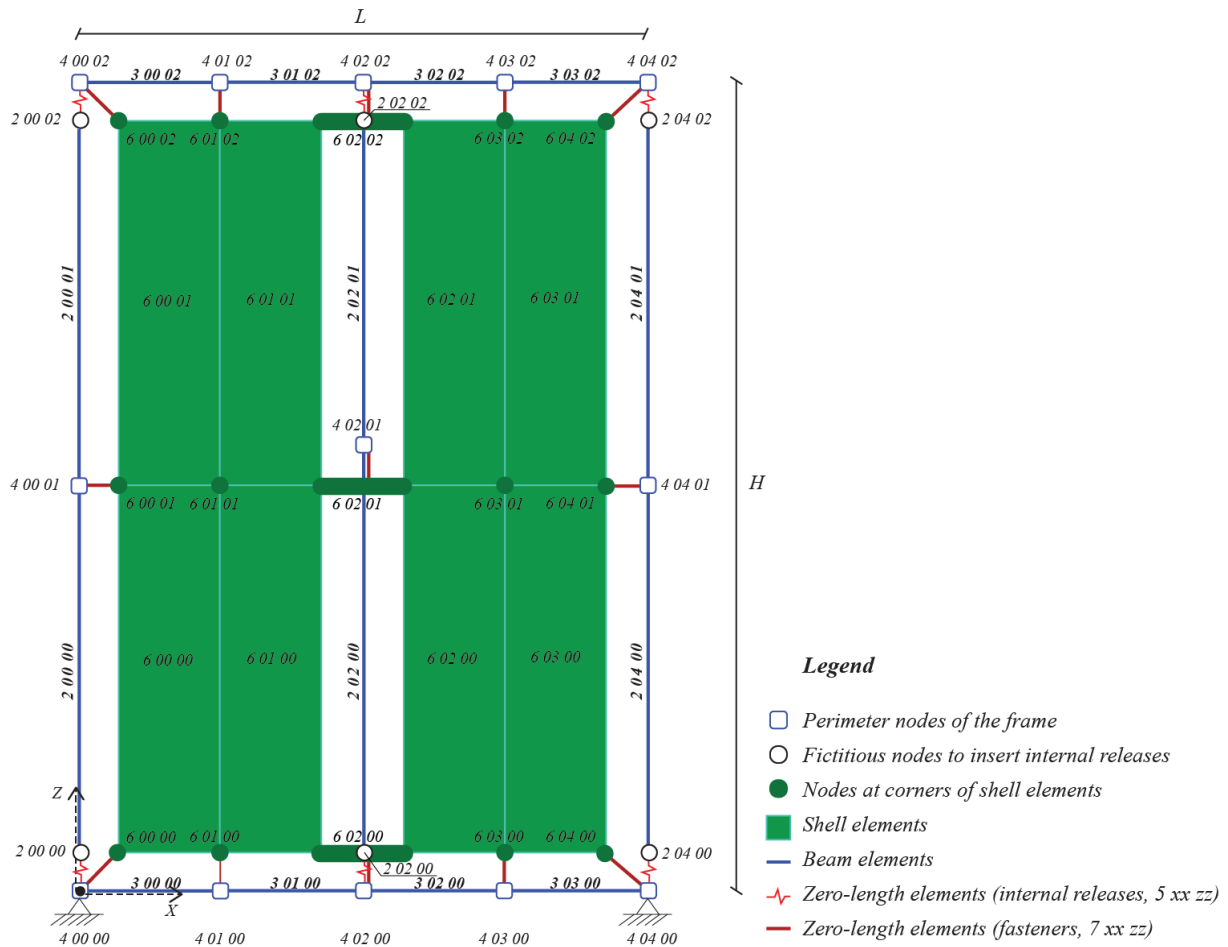 L
4 00 02 4 01 02 4 02 02 4 03 02 4 04 02
3 00 02 3 01 02 3 02 02 3 03 02
2 02 02
2 00 02 2 04 02
6 00 02 6 01 02 6 02 02 6 03 02 6 04 02
2 00 01 2 02 01 2 04 01
6 00 01 6 01 01 6 02 01 6 03 01
4 02 01
4 00 01 4 04 01 H
6 00 01 6 01 01 6 02 01 6 03 01 6 04 01
2 00 00 2 02 00 2 04 00
6 00 00 6 01 00 6 02 00 6 03 00
Legend
Perimeter nodes of the frame
Fictitious nodes to insert internal releases
Nodes at corners of shell elements
Shell elements
Beam elements
Zero-length elements (internal releases, 5 xx zz)
Zero-length elements (fasteners, 7 xx zz)
Z
6 00 00 6 01 00 6 02 00 6 03 00 6 04 00
2 00 00 2 04 00
2 02 00
3 00 00 3 01 00 3 02 00 3 03 00
X
4 00 00 4 01 00 4 02 00 4 03 00 4 04 00